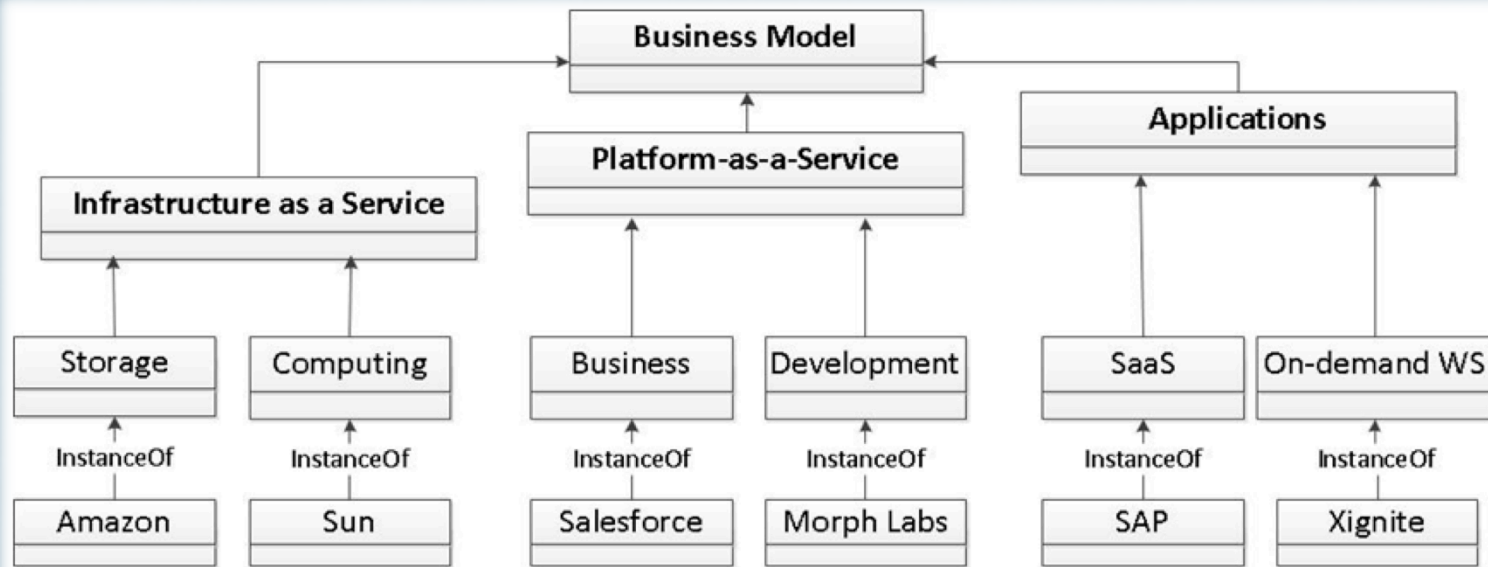 Business Model
Applications
Platform-as-a-Service
Infrastructure as a Service
Storage
Computing
Business
Development
SaaS
On-demand WS
InstanceOf
InstanceOf
InstanceOf
InstanceOf
InstanceOf
InstanceOf
Amazon
Sun
Salesforce
Morph Labs
SAP
Xignite